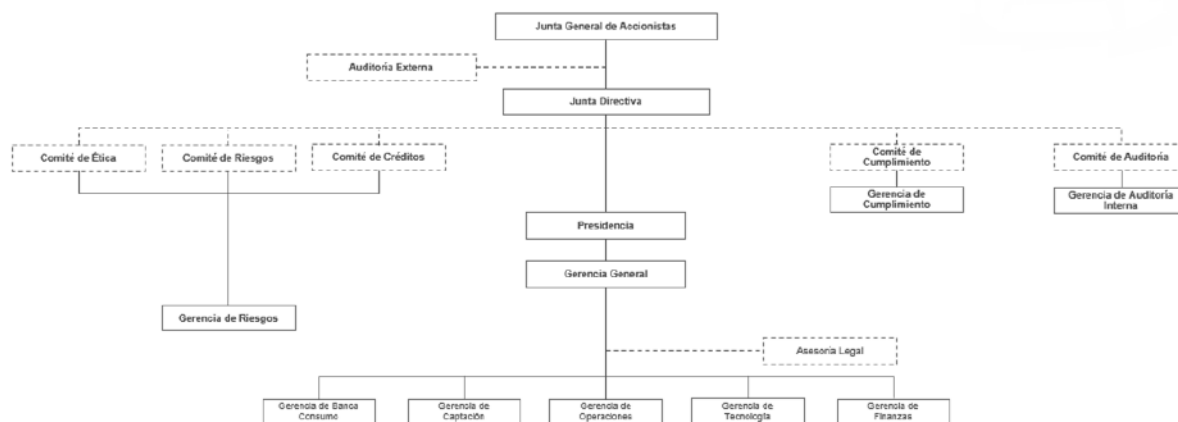 Junta General de Accionistas
Auditoría Externa
Junta Directiva
Comité de Ética
Comité de Riesgos
Comité de Créditos
Comité de
Cumplimiento
Comité de Auditoría
Gerencia de
Cumplimiento
Gerencia de Auditoría
Interna
Presidencia
Gerencia General
Gerencia de Riesgos
Asesoría Legal
Gerencia de Banca
Consumo
Gerencia de
Captación
Gerencia de
Operaciones
Gerencia de
Tecnología
Gerencia de
Finanzas